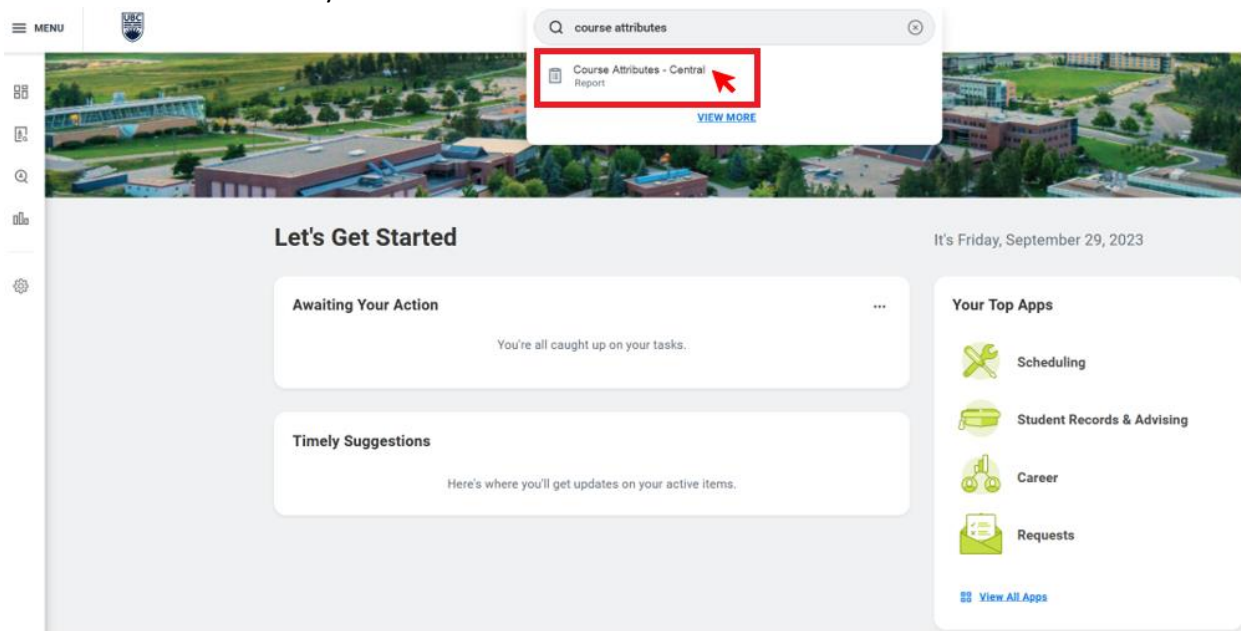 MENU
UBC
course attributes
Course Attributes - Central
Report
VIEW MORE
Let's Get Started
It's Friday, September 29, 2023
Awaiting Your Action
You're all caught up on your tasks.
Timely Suggestions
Here's where you'll get updates on your active items.
Your Top Apps
Scheduling
Student Records & Advising
Career
Requests
View All Apps